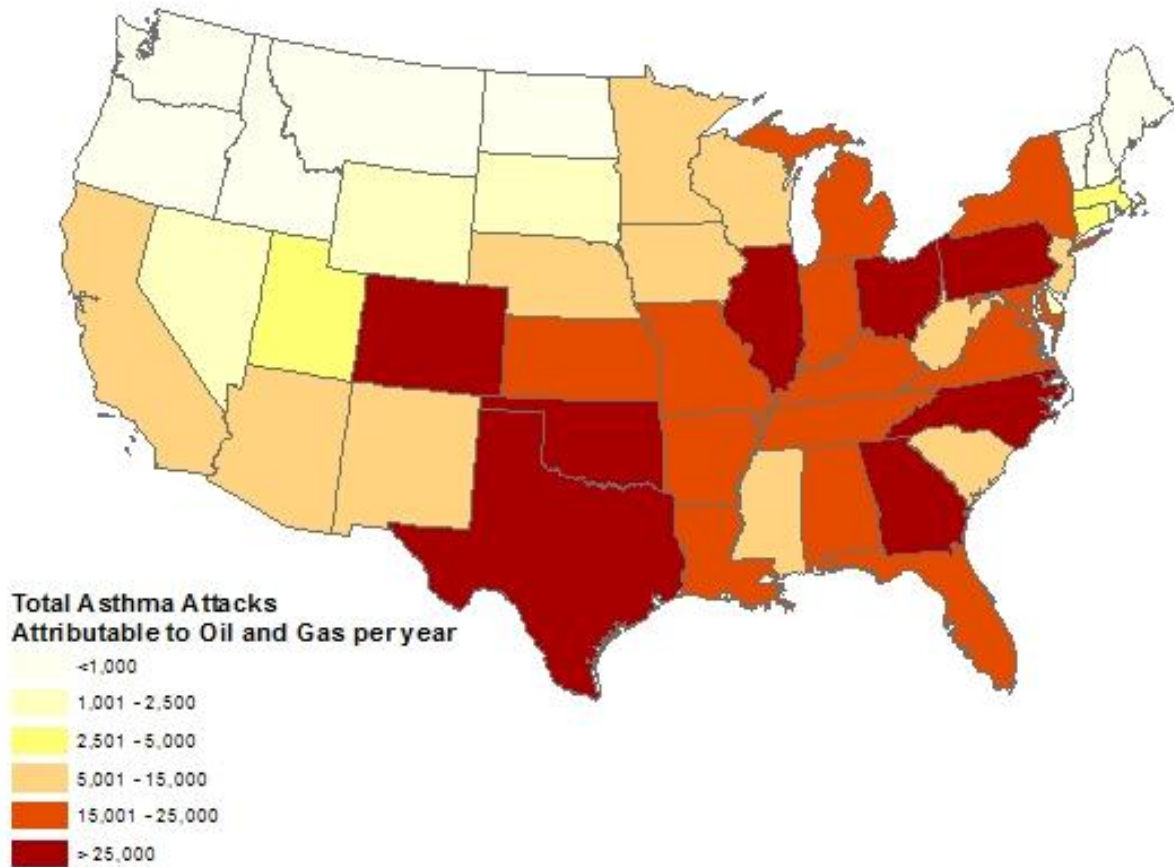 Total Asthma Attacks
Attributable to Oil and Gas per year
<1,000
1,001 - 2,500
2,501 - 5,000
5,001 - 15,000
15,001 - 25,000
> 25,000